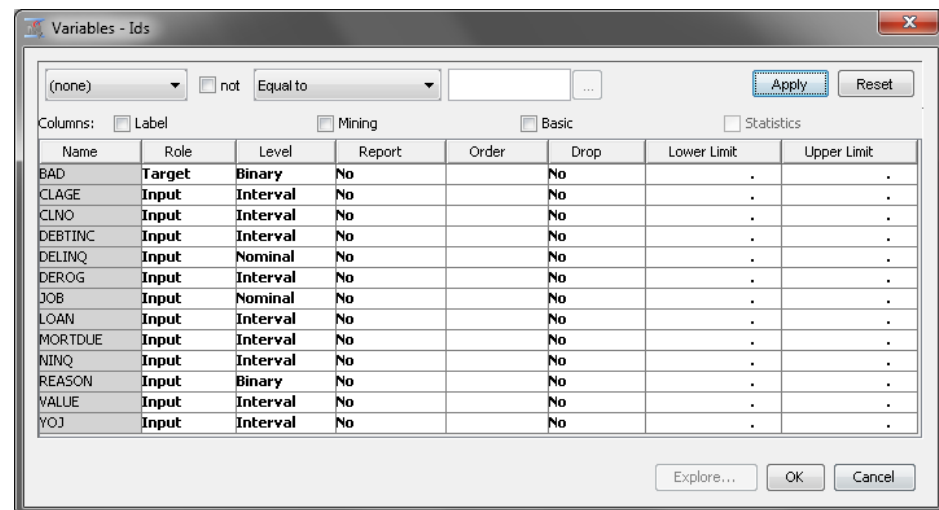 Variables - Ids
(none) not Equal to ... Apply Reset
Columns: Label Mining Basic Statistics
Name Role Level Report Order Drop Lower Limit Upper Limit
BAD Target Binary No No . .
CLAGE Input Interval No No . .
CLNO Input Interval No No . .
DEBTINC Input Interval No No . .
DELINQ Input Nominal No No . .
DEROG Input Interval No No . .
JOB Input Nominal No No . .
LOAN Input Interval No No . .
MORTDUE Input Interval No No . .
NINQ Input Interval No No . .
REASON Input Binary No No . .
VALUE Input Interval No No . .
YOJ Input Interval No No . .
Explore... OK Cancel